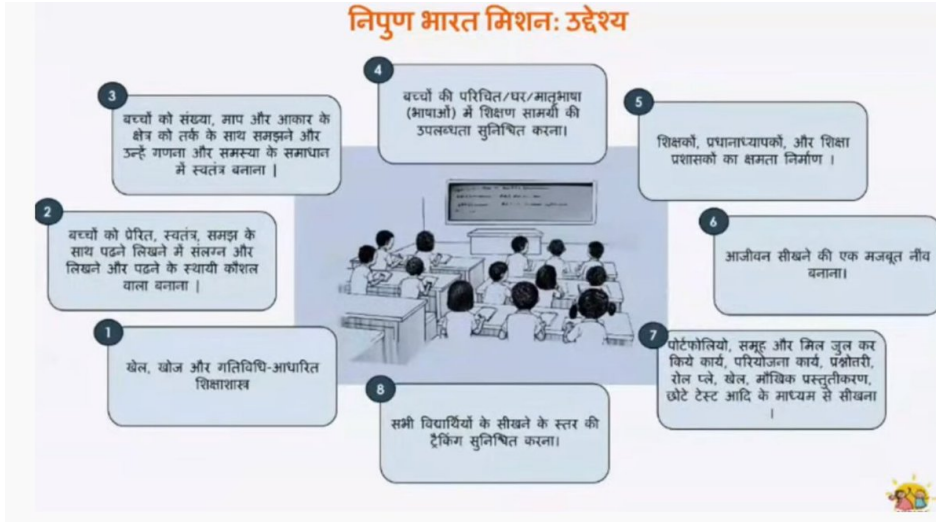 निपुण भारत मिशन: उद्देश्य
1
खेल, खोज और गतिविधि-आधारित
शिक्षाशास्त्र
2
बच्चों को प्रेरित, स्वतंत्र, समझ के
साथ पढने लिखने में संलग्न और
लिखने और पढने के स्थायी कौशल
वाला बनाना |
3
बच्चों को संख्या, माप और आकार के
क्षेत्र को तर्क के साथ समझने और
उन्हें गणना और समस्या के समाधान
में स्वतंत्र बनाना |
4
बच्चों की परिचित/घर/मातृभाषा
(भाषाओं) में शिक्षण सामग्री की
उपलब्धता सुनिश्चित करना।
5
शिक्षकों, प्रधानाध्यापकों, और शिक्षा
प्रशासकों का क्षमता निर्माण ।
6
आजीवन सीखने की एक मजबूत नींव
बनाना।
7
पोर्टफोलियो, समूह और मिल जुल कर
किये कार्य, परियोजना कार्य, प्रश्नोतरी,
रोल प्ले, खेल, मौखिक प्रस्तुतीकरण,
छोटे टेस्ट आदि के माध्यम से सीखना
|
8
सभी विद्यार्थियों के सीखने के स्तर की
ट्रैकिंग सुनिश्चित करना।